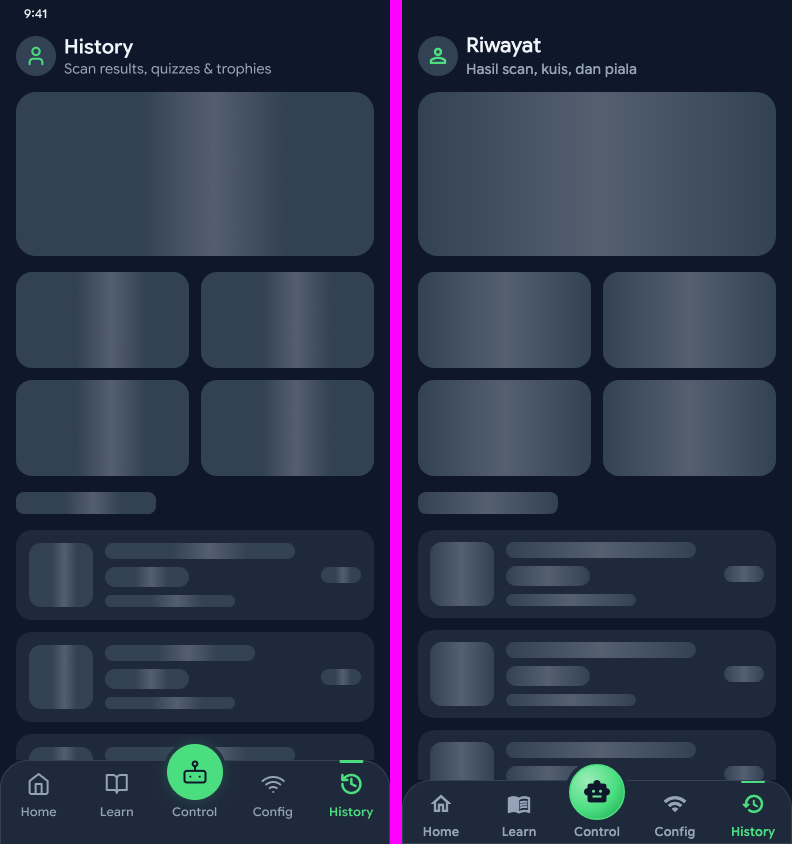 9:41
History
Scan results, quizzes & trophies
Home
Learn
Control
Config
History
Riwayat
Hasil scan, kuis, dan piala
Home
Learn
Control
Config
History